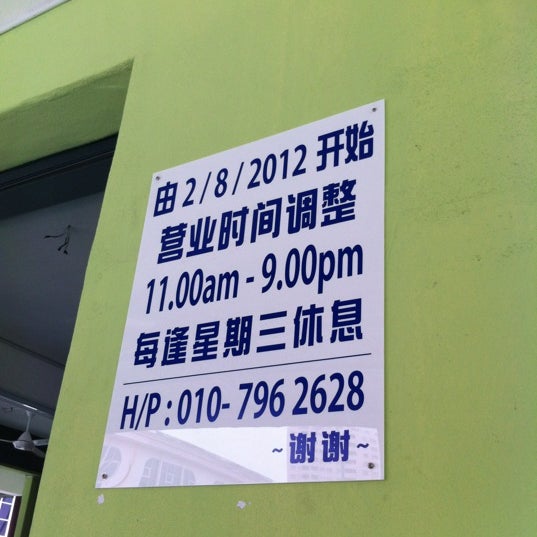 由 2/8/2012 开始
营业时间调整
11.00am - 9.00pm
每逢星期三休息
H/P : 010- 796 2628
~谢谢~